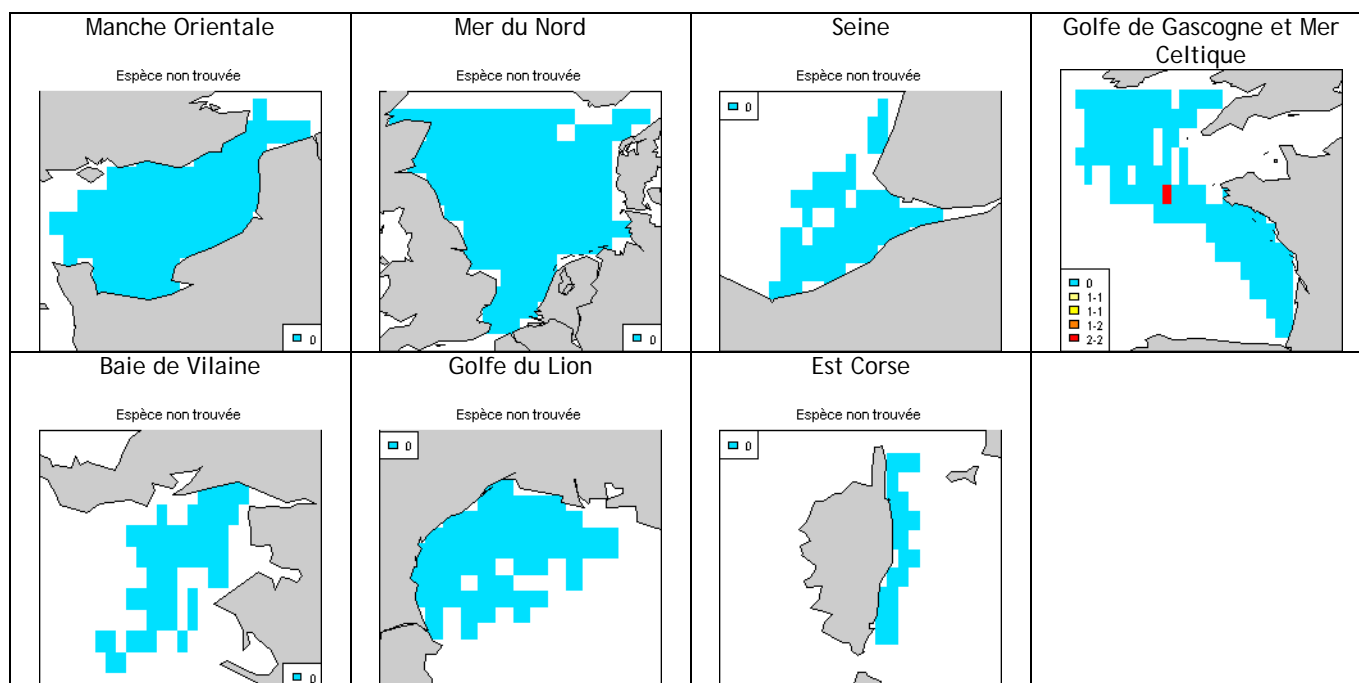 Manche Orientale
Espèce non trouvée
0
Mer du Nord
Espèce non trouvée
0
Seine
Espèce non trouvée
0
Golfe de Gascogne et Mer
Celtique
0
1-1
1-1
1-2
2-2
Baie de Vilaine
Espèce non trouvée
0
Golfe du Lion
Espèce non trouvée
0
Est Corse
Espèce non trouvée
0